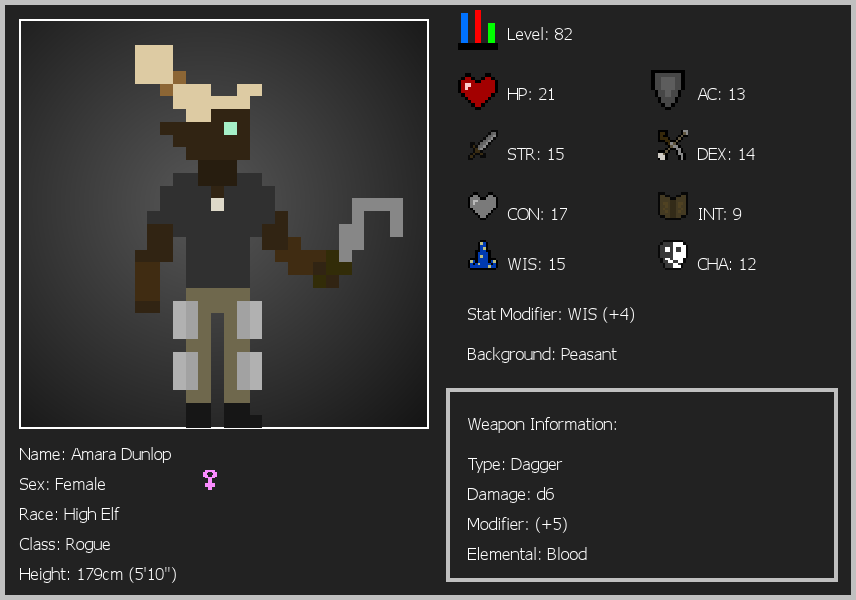 Level: 82
HP: 21
AC: 13
STR: 15
DEX: 14
CON: 17
INT: 9
WIS: 15
CHA: 12
Stat Modifier: WIS (+4)
Background: Peasant
Weapon Information:
Type: Dagger
Damage: d6
Modifier: (+5)
Elemental: Blood
Name: Amara Dunlop
Sex: Female
Race: High Elf
Class: Rogue
Height: 179cm (5'10")